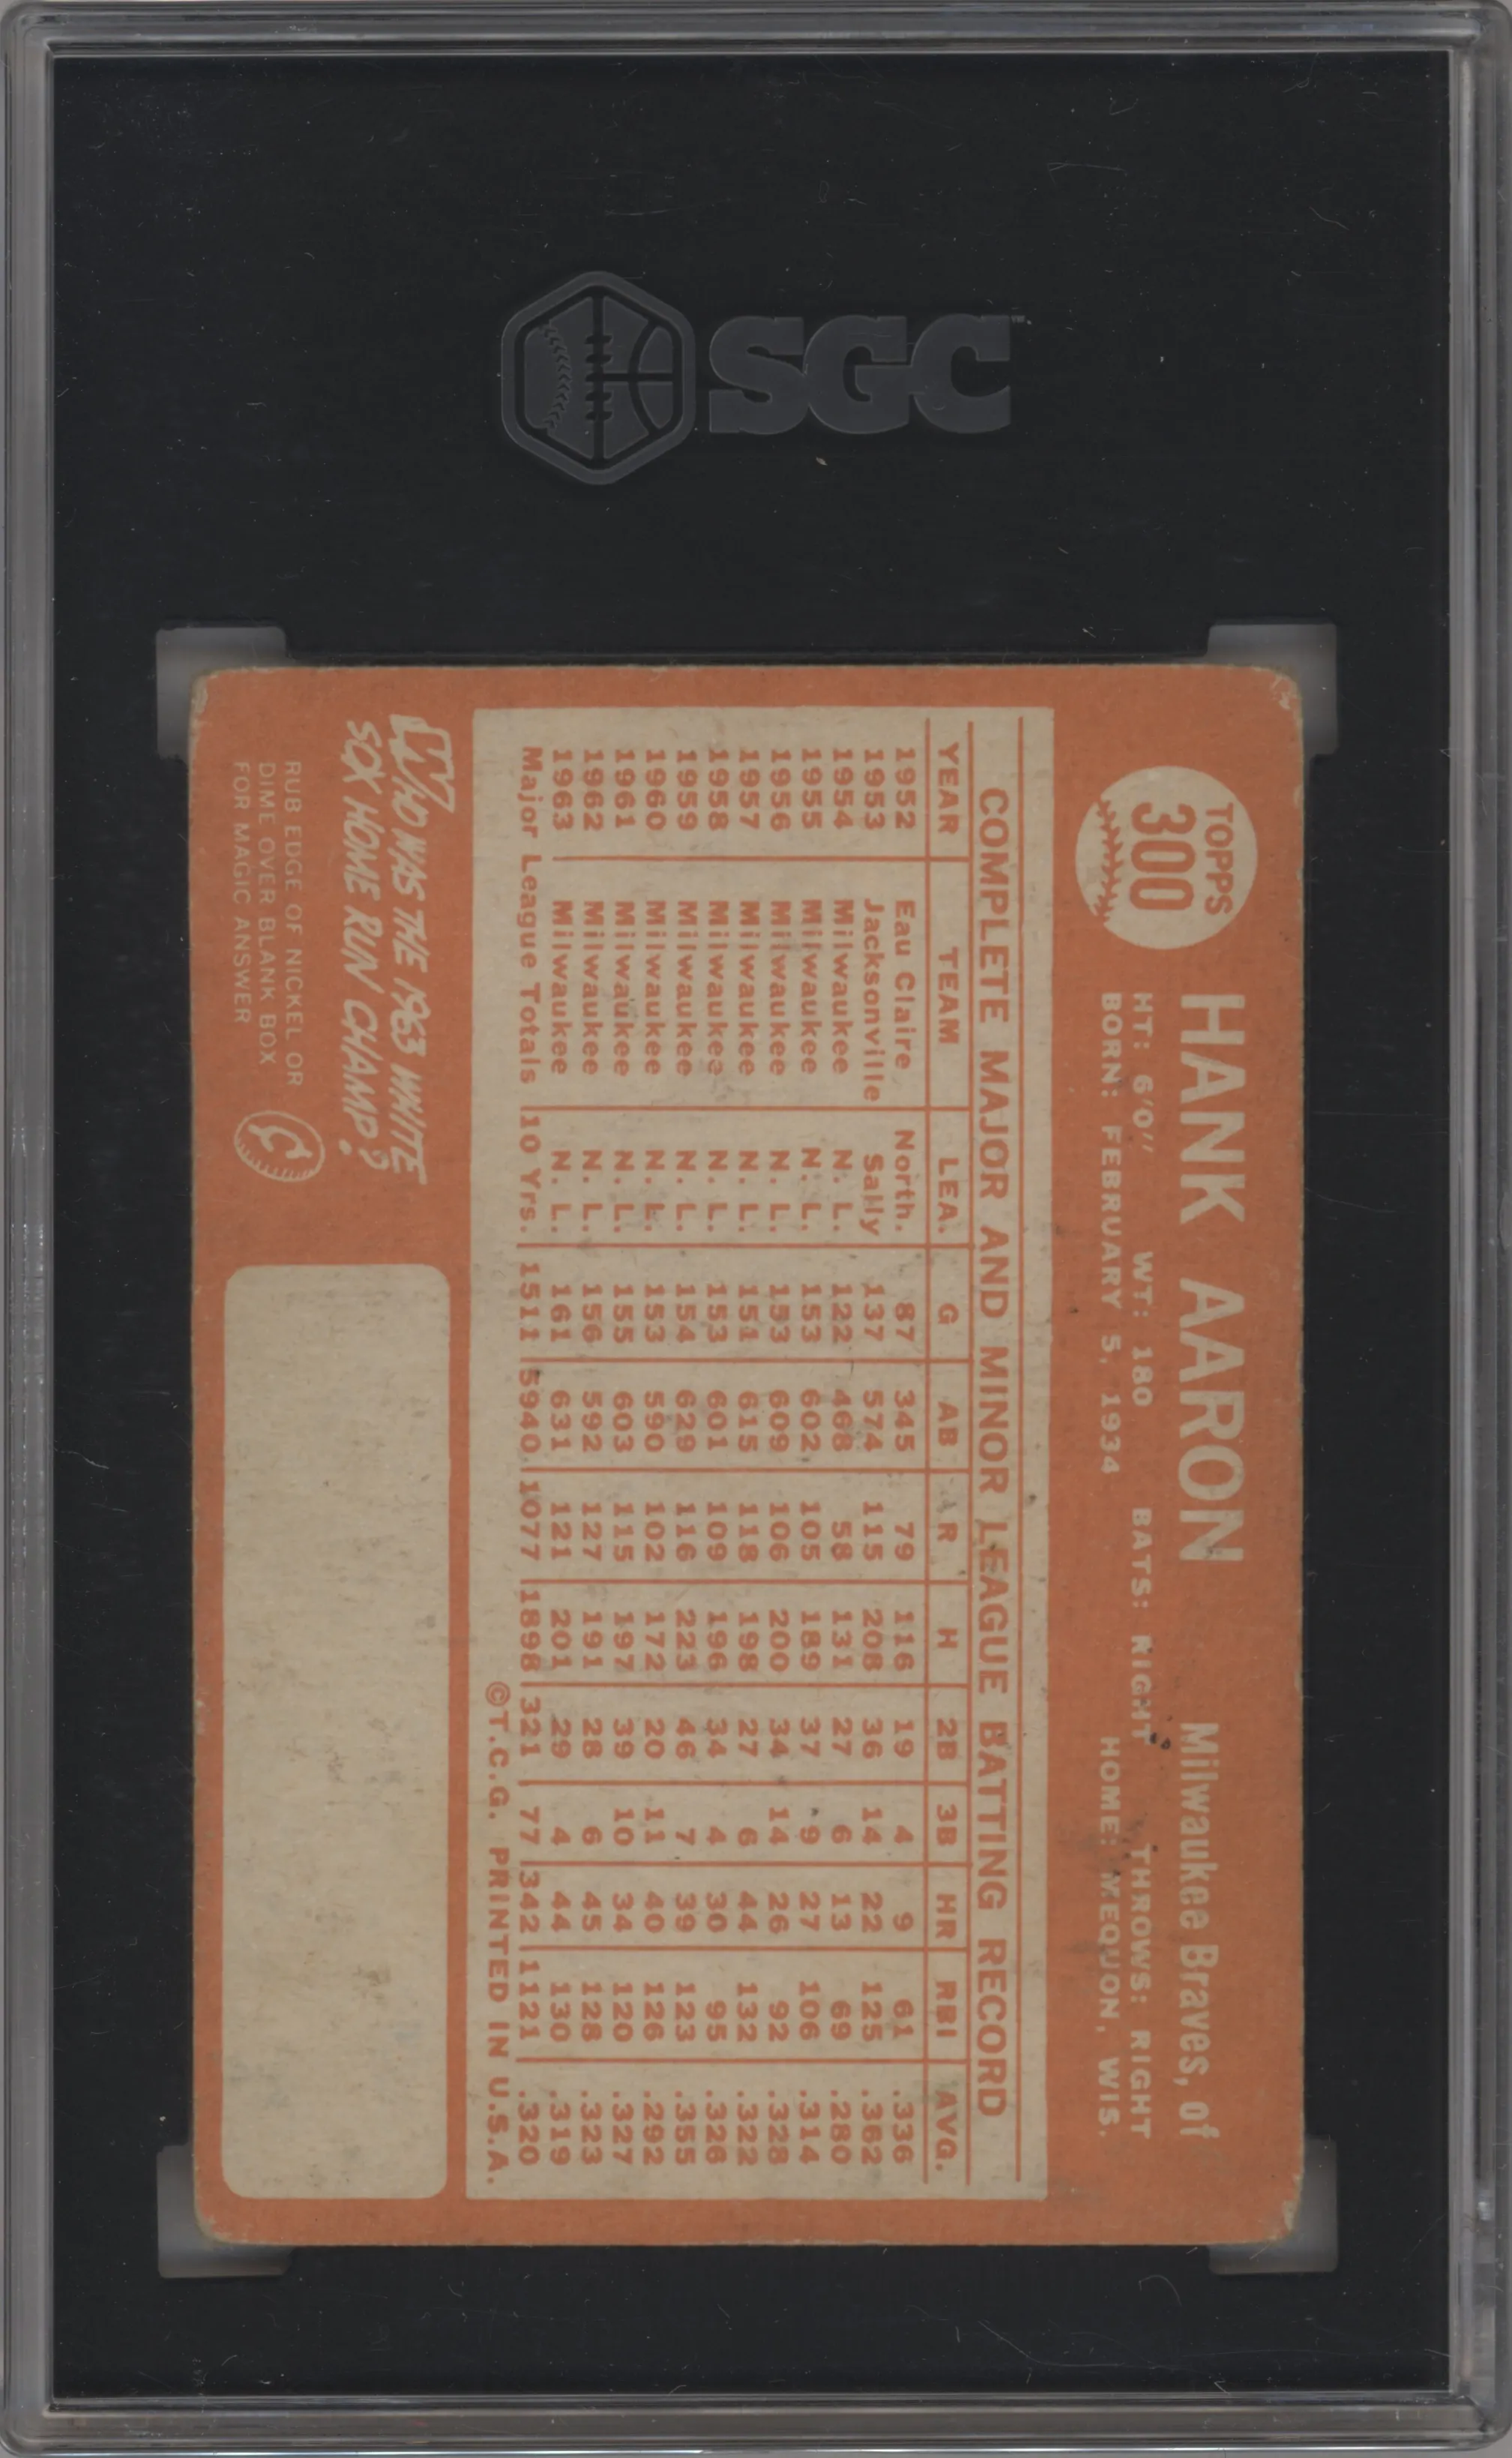 SGC
TOPPS
300
HANK AARON
Milwaukee Braves, of
HT: 6'0" WT: 180 BATS: RIGHT THROWS: RIGHT
BORN: FEBRUARY 5, 1934 HOME: MEQUON, WIS.
COMPLETE MAJOR AND MINOR LEAGUE BATTING RECORD
YEAR TEAM LEA. G AB R H 2B 3B HR RBI AVG.
1952 Eau Claire North. 87 345 79 116 19 4 9 61 .336
1953 Jacksonville Sally 137 574 115 208 36 14 22 125 .362
1954 Milwaukee N. L. 122 468 58 131 27 6 13 69 .280
1955 Milwaukee N. L. 153 602 105 189 37 9 27 106 .314
1956 Milwaukee N. L. 153 609 106 200 34 14 26 92 .328
1957 Milwaukee N. L. 151 615 118 198 27 6 44 132 .322
1958 Milwaukee N. L. 153 601 109 196 34 4 30 95 .326
1959 Milwaukee N. L. 154 629 116 223 46 7 39 123 .355
1960 Milwaukee N. L. 153 590 102 172 20 11 40 126 .292
1961 Milwaukee N. L. 155 603 115 197 39 10 34 120 .327
1962 Milwaukee N. L. 156 592 127 191 28 6 45 128 .323
1963 Milwaukee N. L. 161 631 121 201 29 4 44 130 .319
Major League Totals 10 Yrs. 1511 5940 1077 1898 321 77 342 1121 .320
©T.C.G. PRINTED IN U.S.A.
WHO WAS THE 1963 WHITE
SOX HOME RUN CHAMP?
RUB EDGE OF NICKEL OR
DIME OVER BLANK BOX
FOR MAGIC ANSWER